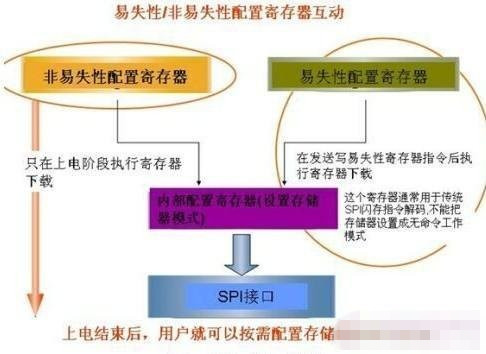 易失性/非易失性配置寄存器互动
非易失性配置寄存器
易失性配置寄存器
只在上电阶段执行寄存器
下载
在发送写易失性寄存器指令后执
行寄存器下载
内部配置寄存器(设置存储
器模式)
这个寄存器通常用于传统
SPI闪存指令解码,不能把
存储器设置成无命令工作
模式
SPI接口
上电结束后，用户就可以按需配置存储